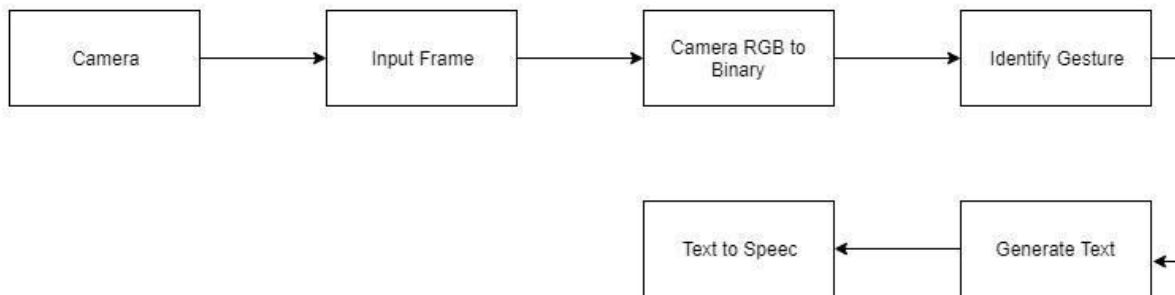 Camera
Input Frame
Camera RGB to
Binary
Identify Gesture
Text to Speec
Generate Text